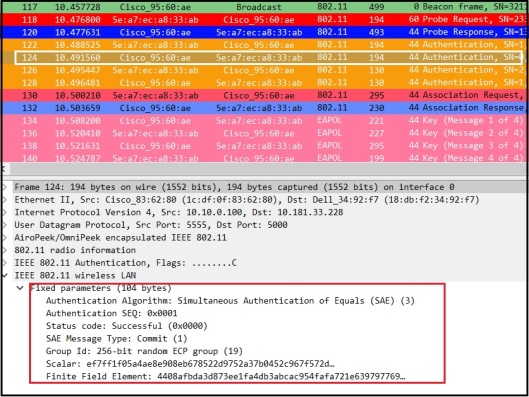 117 10.457728 Cisco_95:60:ae Broadcast 802.11 499 0 Beacon frame, SN=321
118 10.476800 5e:a7:ec:a8:33:ab Cisco_95:60:ae 802.11 194 60 Probe Request, SN=23
120 10.477631 Cisco_95:60:ae 5e:a7:ec:a8:33:ab 802.11 493 44 Probe Response, SN=1
122 10.488525 5e:a7:ec:a8:33:ab Cisco_95:60:ae 802.11 194 44 Authentication, SN=1
124 10.491560 Cisco_95:60:ae 5e:a7:ec:a8:33:ab 802.11 194 44 Authentication, SN=
126 10.495447 5e:a7:ec:a8:33:ab Cisco_95:60:ae 802.11 130 44 Authentication, SN=2
128 10.496481 Cisco_95:60:ae 5e:a7:ec:a8:33:ab 802.11 130 44 Authentication, SN=
130 10.500210 5e:a7:ec:a8:33:ab Cisco_95:60:ae 802.11 295 44 Association Request,
132 10.503659 Cisco_95:60:ae 5e:a7:ec:a8:33:ab 802.11 230 44 Association Response
134 10.508200 Cisco_95:60:ae 5e:a7:ec:a8:33:ab EAPOL 221 44 Key (Message 1 of 4)
136 10.520410 5e:a7:ec:a8:33:ab Cisco_95:60:ae EAPOL 227 44 Key (Message 2 of 4)
138 10.521631 Cisco_95:60:ae 5e:a7:ec:a8:33:ab EAPOL 295 44 Key (Message 3 of 4)
140 10.524787 5e:a7:ec:a8:33:ab Cisco_95:60:ae EAPOL 199 44 Key (Message 4 of 4)
Frame 124: 194 bytes on wire (1552 bits), 194 bytes captured (1552 bits) on interface 0
Ethernet II, Src: Cisco_83:62:80 (1c:df:0f:83:62:80), Dst: Dell_34:92:f7 (18:db:f2:34:92:f7)
Internet Protocol Version 4, Src: 10.10.0.100, Dst: 10.181.33.228
User Datagram Protocol, Src Port: 5555, Dst Port: 5000
AiroPeek/OmniPeek encapsulated IEEE 802.11
802.11 radio information
IEEE 802.11 Authentication, Flags: ........C
IEEE 802.11 wireless LAN
Fixed parameters (104 bytes)
Authentication Algorithm: Simultaneous Authentication of Equals (SAE) (3)
Authentication SEQ: 0x0001
Status code: Successful (0x0000)
SAE Message Type: Commit (1)
Group Id: 256-bit random ECP group (19)
Scalar: ef7ff1f05a4ae8e908eb678522d9752a37b0452c967f572d…
Finite Field Element: 4408afbda3d873ee1fa4db3abcac954fafa721e639797769…